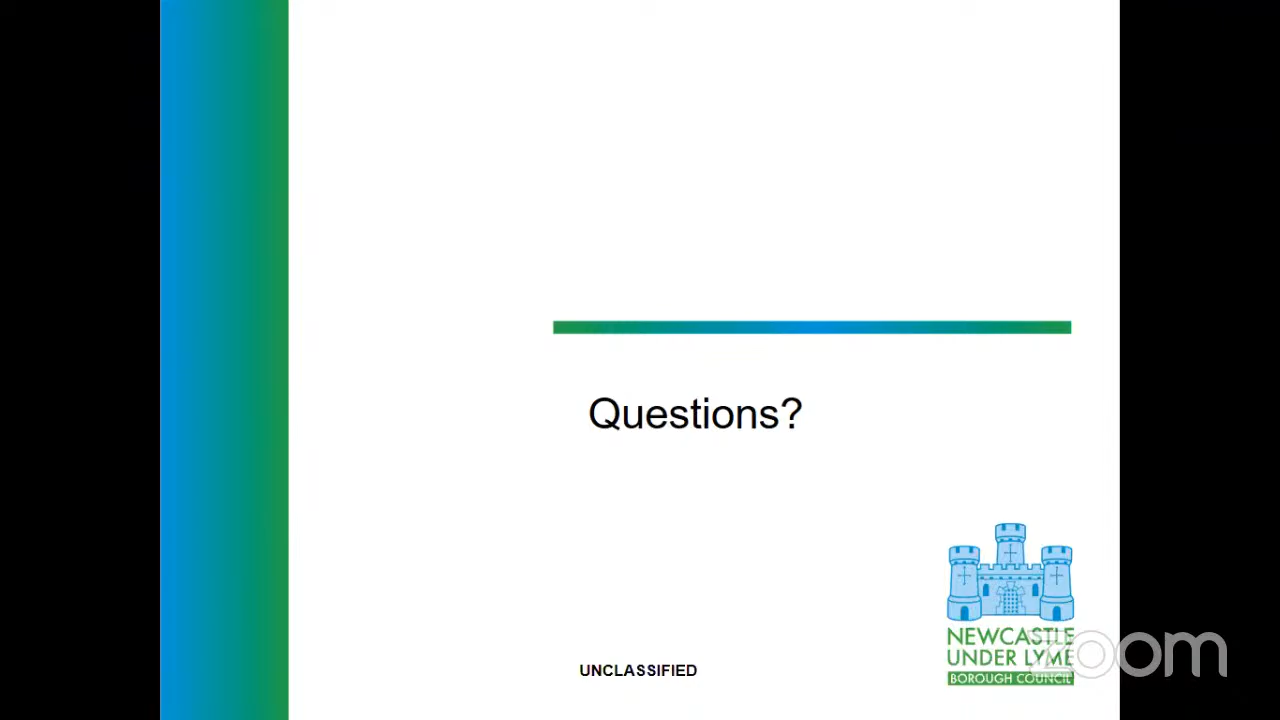 Questions?
NEWCASTLE
UNDER LYME
BOROUGH COUNCIL
zoom
UNCLASSIFIED